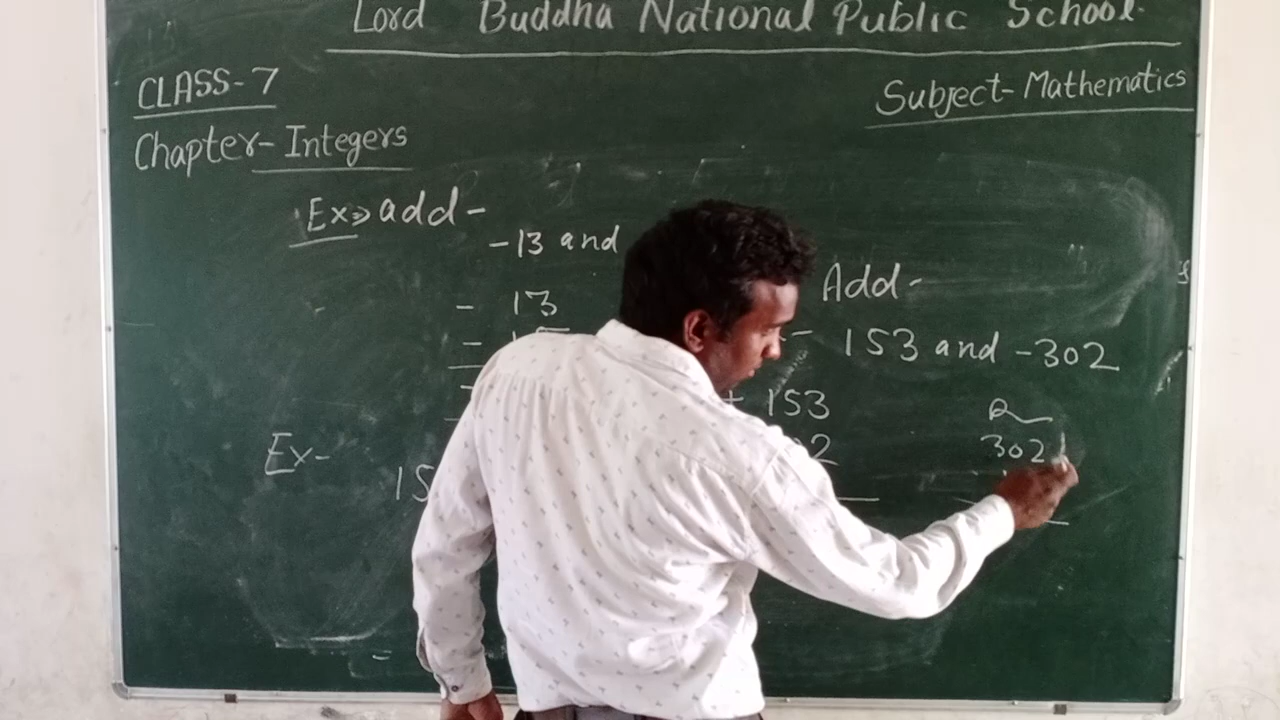 Lord Buddha National Public School.
CLASS-7
Subject-Mathematics
Chapter-Integers
Ex⇒ add-
-13 and
- 13
-
Add-
- 153 and -302
+ 153
2
302
Ex-
15